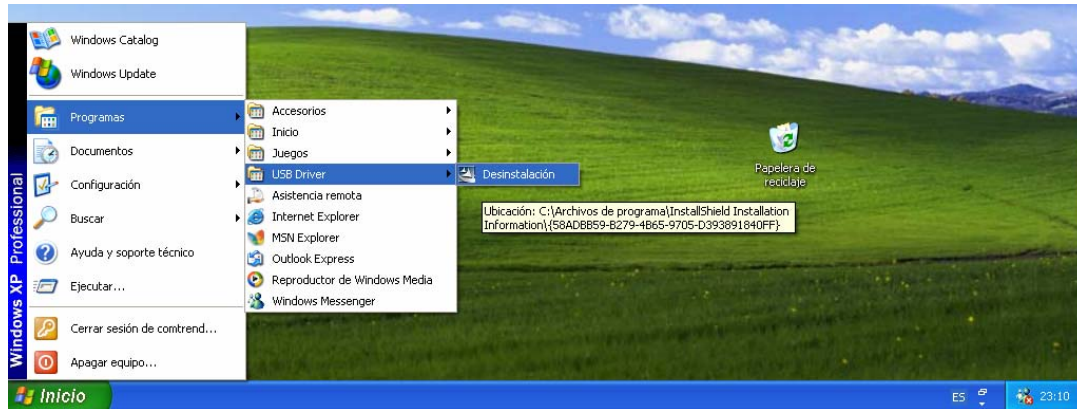 Windows XP Professional
Windows Catalog
Windows Update
Programas
Documentos
Configuración
Buscar
Ayuda y soporte técnico
Ejecutar...
Cerrar sesión de comtrend...
Apagar equipo...
Accesorios
Inicio
Juegos
USB Driver
Asistencia remota
Internet Explorer
MSN Explorer
Outlook Express
Reproductor de Windows Media
Windows Messenger
Desinstalación
Ubicación: C:\Archivos de programa\InstallShield Installation
Information\{58ADBB59-B279-4B65-9705-D393891840FF}
Papelera de
reciclaje
Inicio
ES
23:10